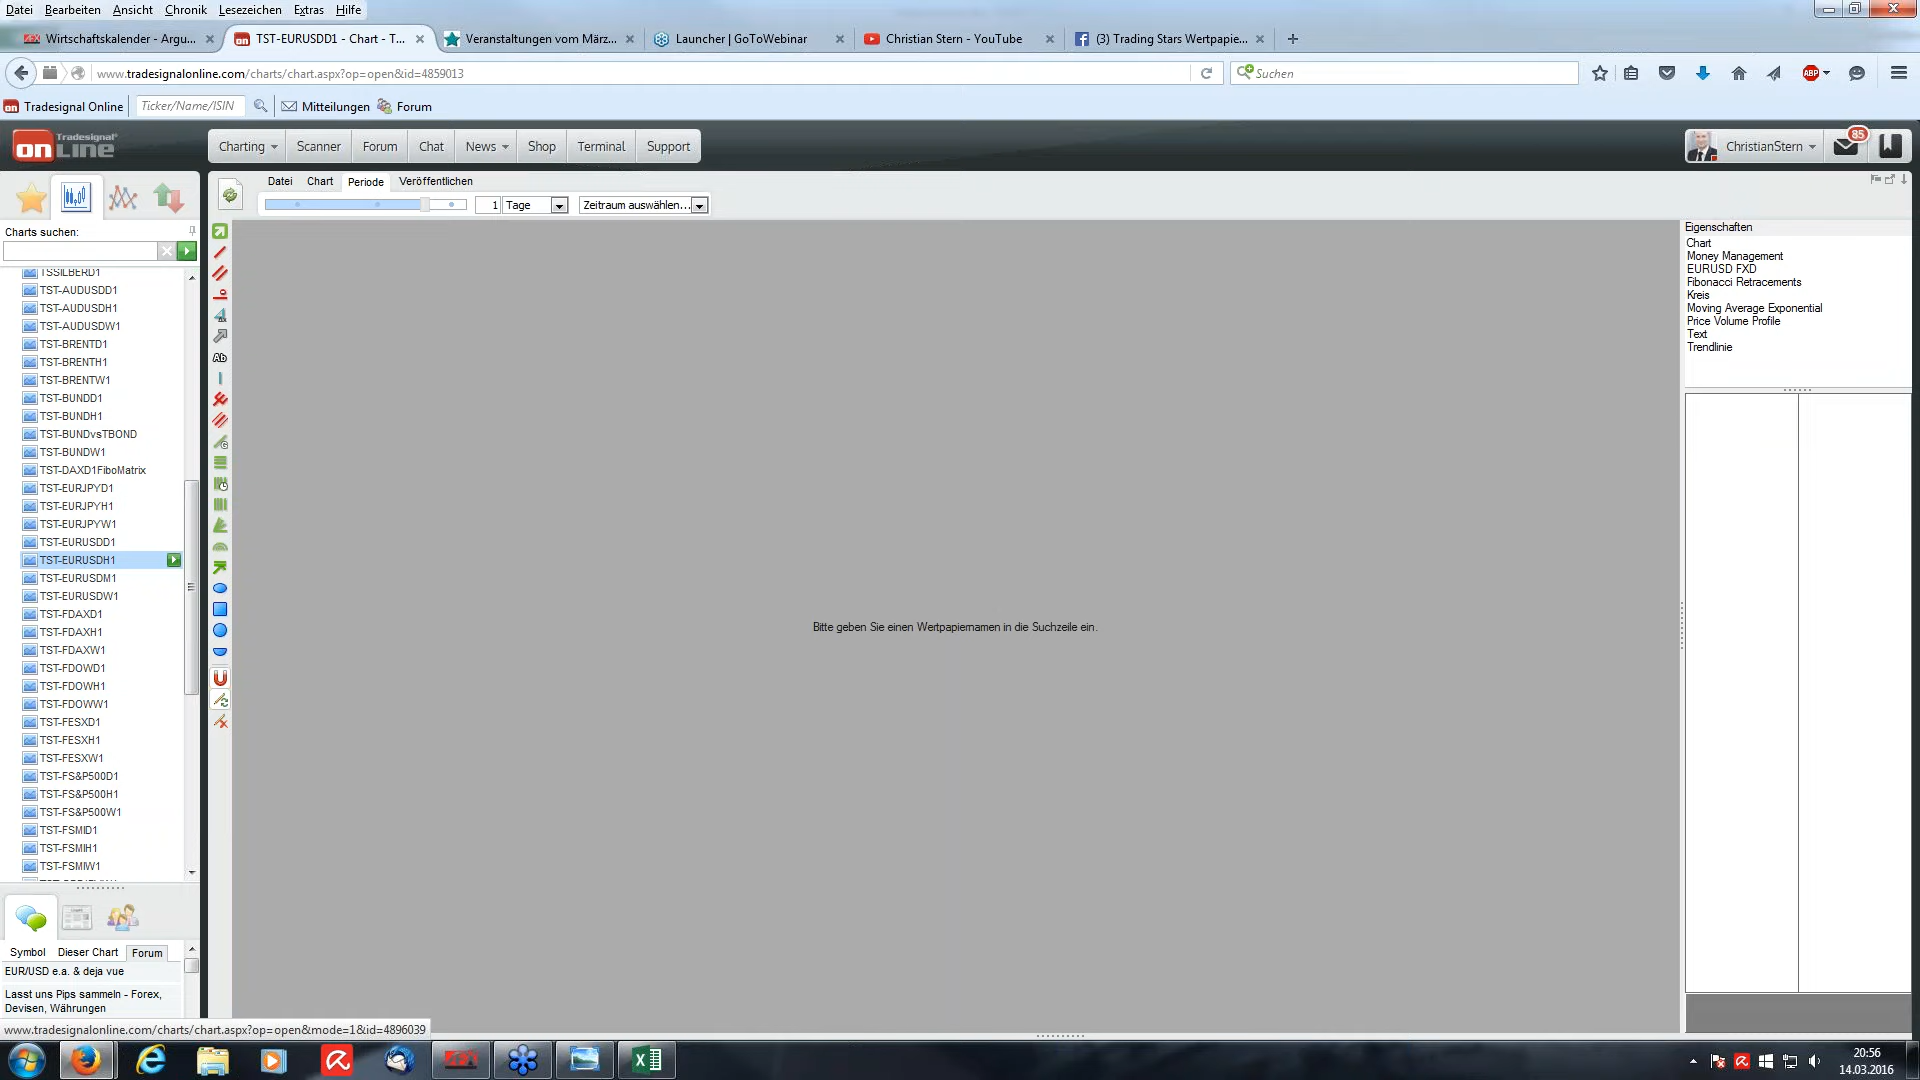 Datei Bearbeiten Ansicht Chronik Lesezeichen Extras Hilfe
Wirtschaftskalender - Argu... TST-EURUSDD1 - Chart - T... Veranstaltungen vom März... Launcher | GoToWebinar Christian Stern - YouTube (3) Trading Stars Wertpapie...
www.tradesignalonline.com/charts/chart.aspx?op=open&id=4859013 Suchen ABP
Tradesignal Online Ticker/Name/ISIN Mitteilungen Forum
Tradesignal
on LINE Charting Scanner Forum Chat News Shop Terminal Support ChristianStern 85
Datei Chart Periode Veröffentlichen
1 Tage Zeitraum auswählen...
Charts suchen:
TSSILBERD1
TST-AUDUSDD1
TST-AUDUSDH1
TST-AUDUSDW1
TST-BRENTD1
TST-BRENTH1
TST-BRENTW1
TST-BUNDD1
TST-BUNDH1
TST-BUNDvsTBOND
TST-BUNDW1
TST-DAXD1FiboMatrix
TST-EURJPYD1
TST-EURJPYH1
TST-EURJPYW1
TST-EURUSDD1
TST-EURUSDH1
TST-EURUSDM1
TST-EURUSDW1
TST-FDAXD1
TST-FDAXH1
TST-FDAXW1
TST-FDOWD1
TST-FDOWH1
TST-FDOWW1
TST-FESXD1
TST-FESXH1
TST-FESXW1
TST-FS&P500D1
TST-FS&P500H1
TST-FS&P500W1
TST-FSMID1
TST-FSMIH1
TST-FSMIW1
Ab
Bitte geben Sie einen Wertpapiernamen in die Suchzeile ein.
Eigenschaften
Chart
Money Management
EURUSD FXD
Fibonacci Retracements
Kreis
Moving Average Exponential
Price Volume Profile
Text
Trendlinie
Symbol Dieser Chart Forum
EUR/USD e.a. & deja vue
Lasst uns Pips sammeln - Forex,
Devisen, Währungen
www.tradesignalonline.com/charts/chart.aspx?op=open&mode=1&id=4896039
20:56
14.03.2016